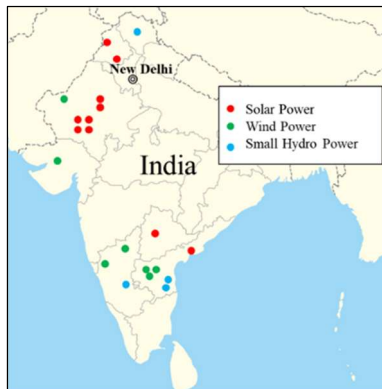 New Delhi
Solar Power
Wind Power
Small Hydro Power
India